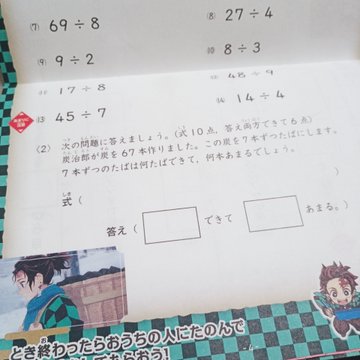 (7) 69÷8
(8) 27÷4
(9) 9÷2
(10) 8÷3
(11) 17÷8
(12) 48÷9
(13) 45÷7
(14) 14÷4
(2) 次の問題に答えましょう。(式10点、答え両方できて6点)
炭治郎が炭を67本作りました。この炭を7本ずつたばにします。
7本ずつのたばは何たばできて、何本あまるでしょう。
式( )
答え( できて あまる。)
とき終わったらおうちの人にたのんで